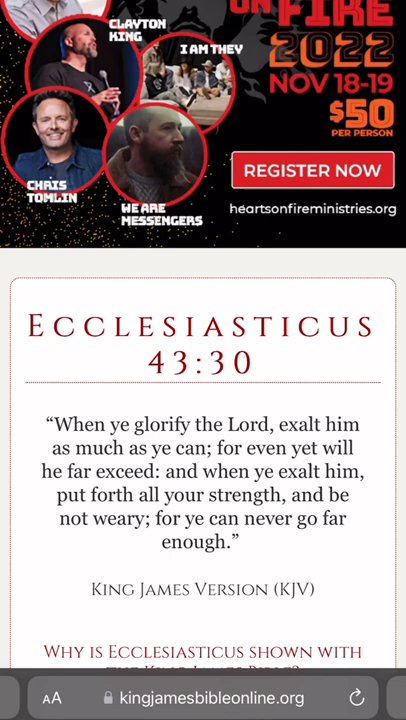 ON FIRE
2022
CLAYTON
KING
I AM THEY
NOV 18-19
$50
PER PERSON
REGISTER NOW
CHRIS
TOMLIN
WE ARE
MESSENGERS
heartsonfireministries.org
Ecclesiasticus
43:30
“When ye glorify the Lord, exalt him
as much as ye can; for even yet will
he far exceed: and when ye exalt him,
put forth all your strength, and be
not weary; for ye can never go far
enough.”
King James Version (KJV)
Why is Ecclesiasticus shown with
the King James Bible?
AA
kingjamesbibleonline.org